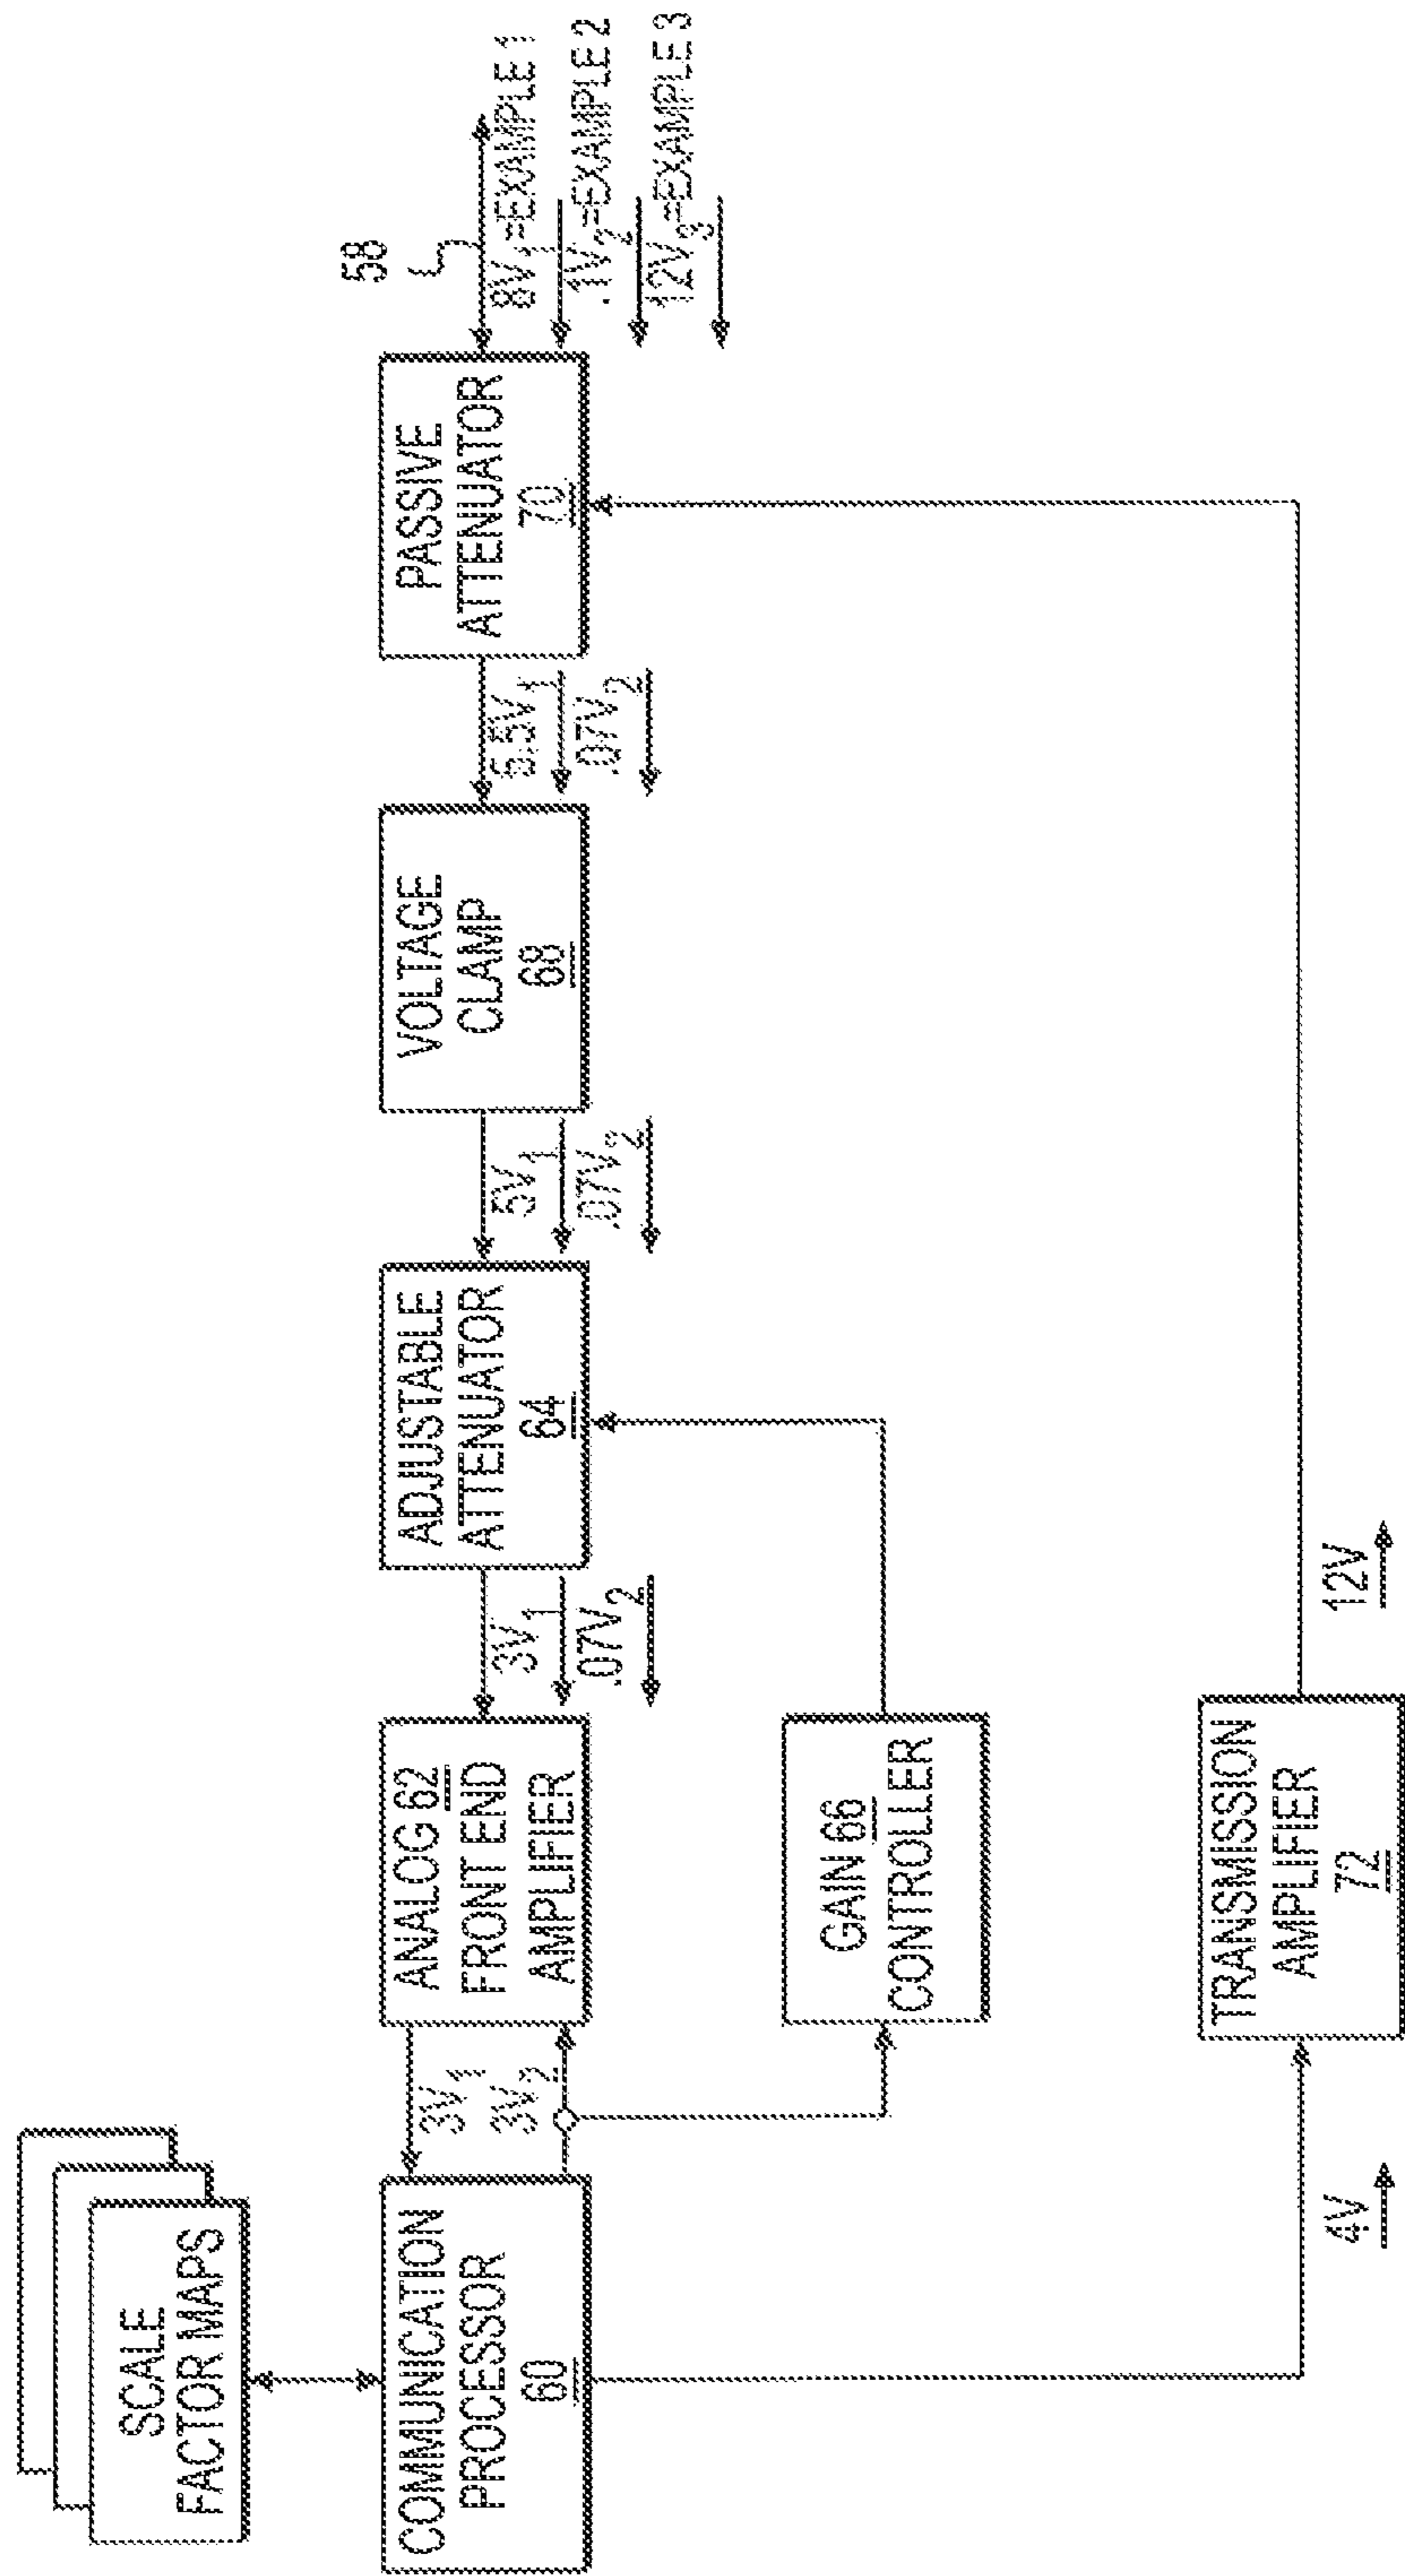 SCALE
FACTOR MAPS
COMMUNICATION
PROCESSOR
60
3V1
3V2
ANALOG 62
FRONT END
AMPLIFIER
3V1
.07V2
ADJUSTABLE
ATTENUATOR
64
5V1
.07V2
VOLTAGE
CLAMP
68
5.5V1
.07V2
PASSIVE
ATTENUATOR
70
58
8V1=EXAMPLE 1
.1V2=EXAMPLE 2
12V3=EXAMPLE 3
GAIN 66
CONTROLLER
4V
TRANSMISSION
AMPLIFIER
72
12V